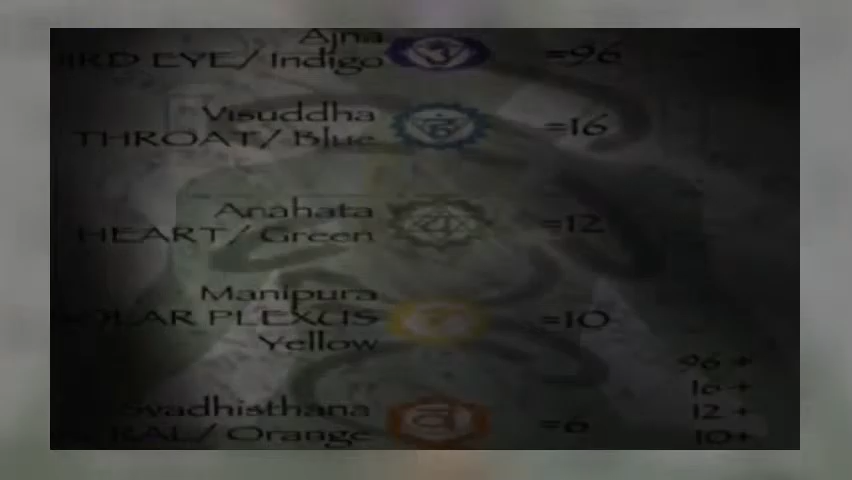 Ajna
IRD EYE/ Indigo =96
Visuddha
THROAT/ Blue =16
Anahata
HEART/ Green =12
Manipura
OLAR PLEXUS =10
Yellow
Svadhisthana
RAL/ Orange =6
96 +
16 +
12 +
10+